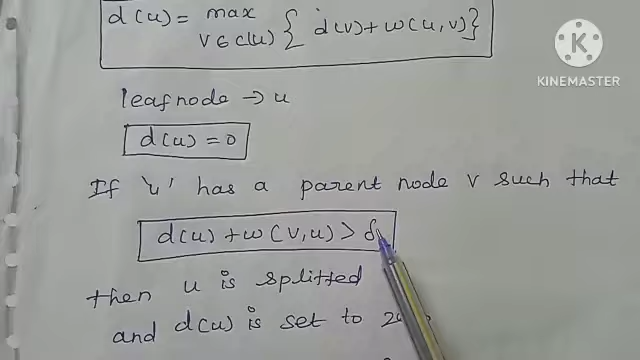 d(u) = max
v∈c(u) { d(v) + w(u,v)}
leafnode → u
d(u) = 0
KINEMASTER
If 'u' has a parent node v such that
d(u) + w(v,u) > δ
then u is splitted
and d(u) is set to